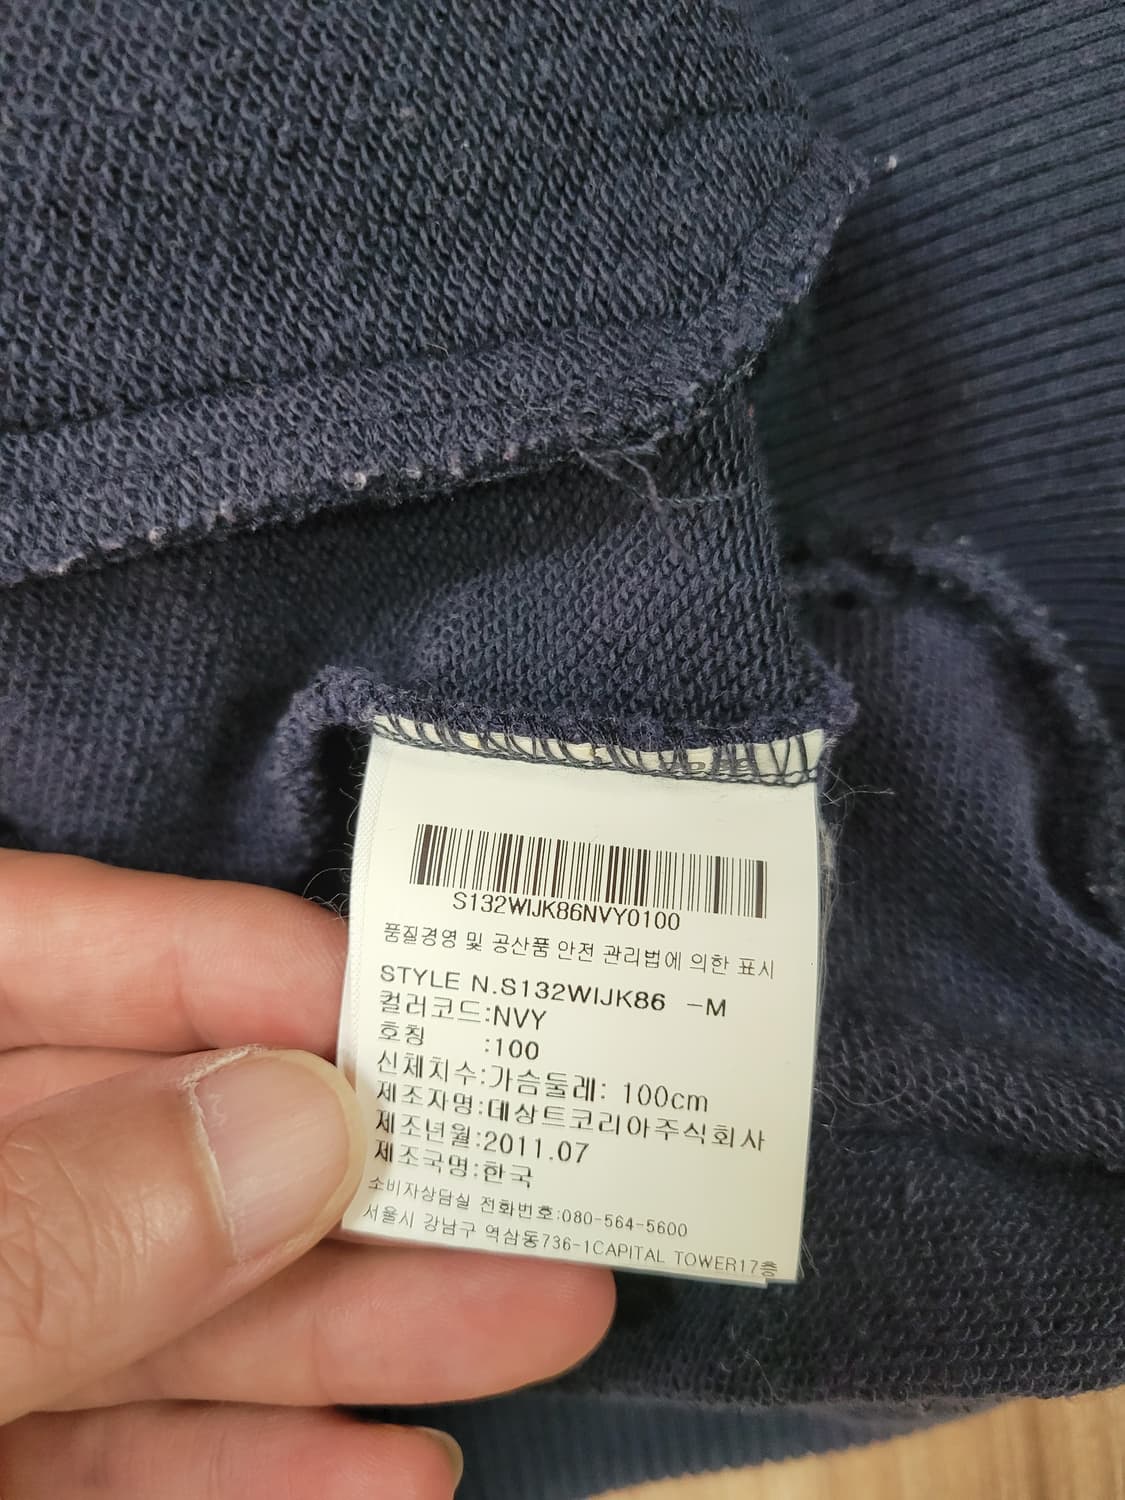 S132WIJK86NVY0100
품질경영 및 공산품 안전 관리법에 의한 표시
STYLE N.S132WIJK86 -M
컬러코드:NVY
호칭 :100
신체치수:가슴둘레: 100cm
제조자명:데상트코리아주식회사
제조년월:2011.07
제조국명:한국
소비자상담실 전화번호:080-564-5600
서울시 강남구 역삼동736-1CAPITAL TOWER17층